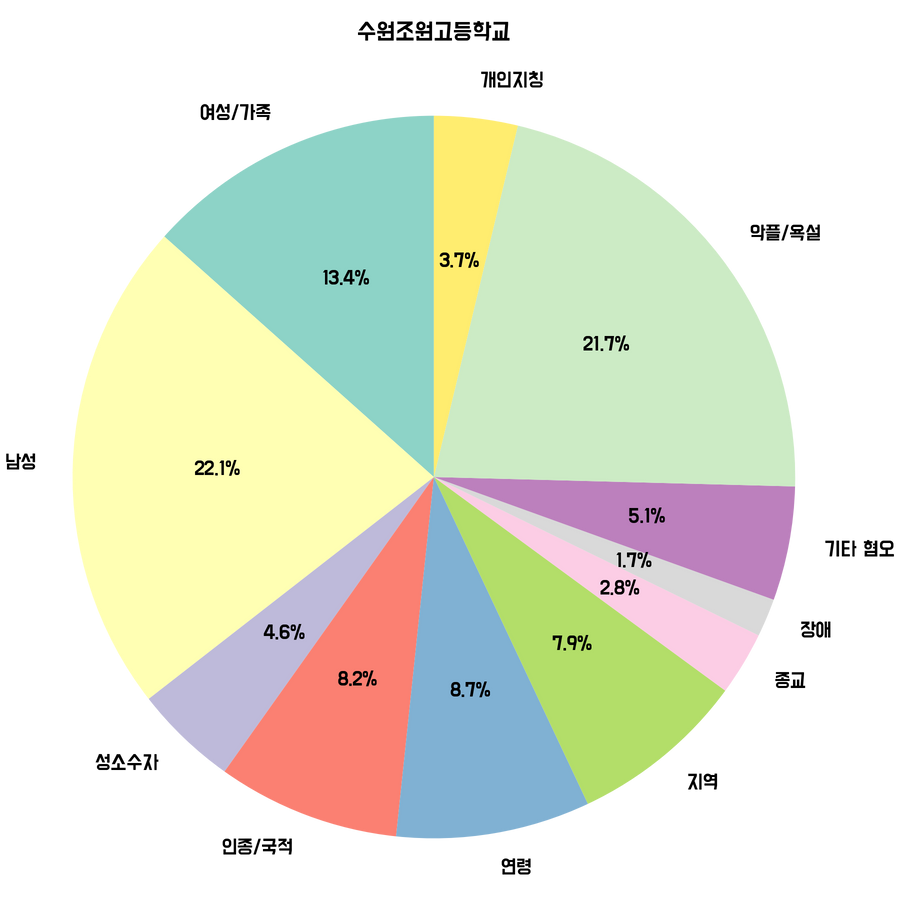 수원조원고등학교
개인지칭
여성/가족
악플/욕설
3.7%
13.4%
21.7%
남성
22.1%
5.1%
기타 혐오
1.7%
2.8%
장애
4.6%
7.9%
종교
8.2%
8.7%
성소수자
지역
인종/국적
연령